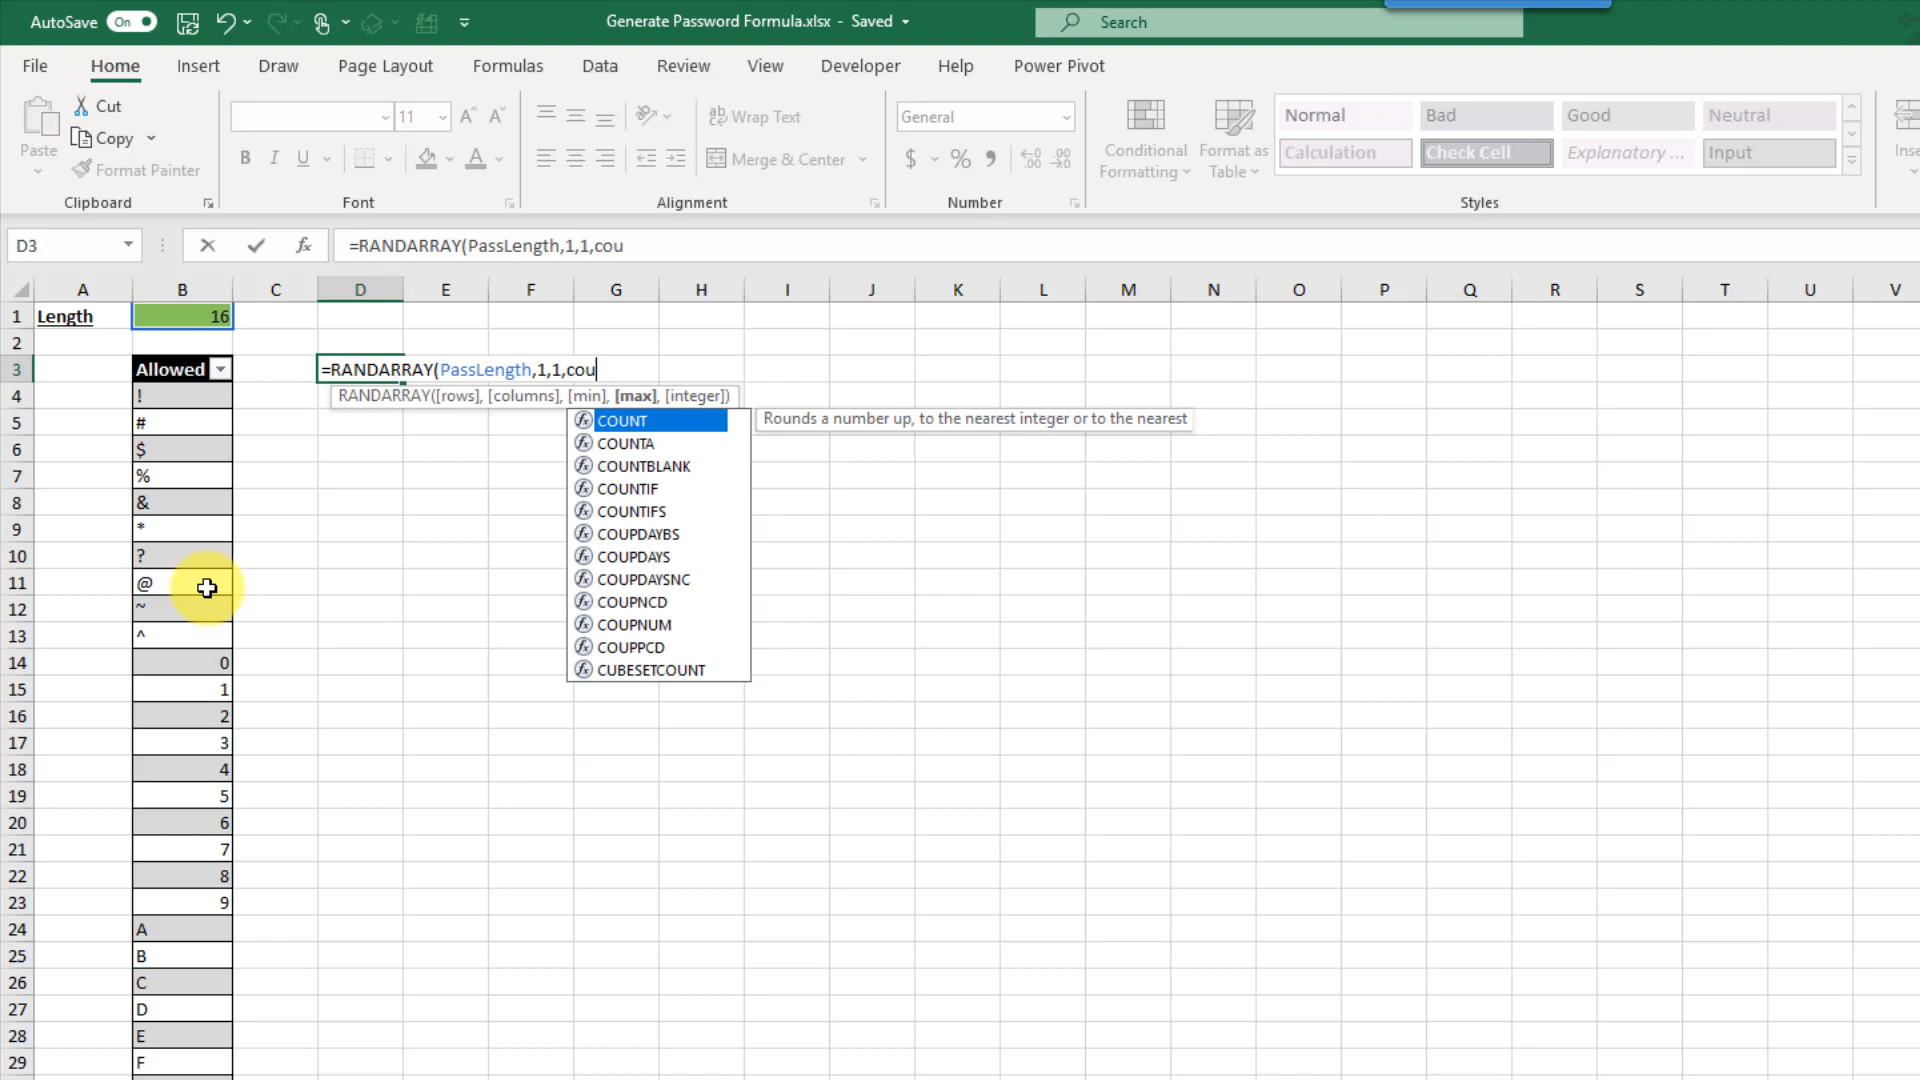 AutoSave On Generate Password Formula.xlsx - Saved Search
File Home Insert Draw Page Layout Formulas Data Review View Developer Help Power Pivot
Paste
Cut
Copy
Format Painter
Clipboard
11 A A
B I U A
Font
ab Wrap Text
Merge & Center
Alignment
General
$ % 9
Number
Conditional Formatting
Format as Table
Normal Bad Good Neutral
Calculation Check Cell Explanatory ... Input
Styles
D3 fx =RANDARRAY(PassLength,1,1,cou
A B C D E F G H I J K L M N O P Q R S T U V
1 Length 16
2
3 Allowed =RANDARRAY(PassLength,1,1,cou
RANDARRAY([rows], [columns], [min], [max], [integer])
4 !
5 #
6 $
7 %
8 &
9 *
10 ?
11 @
12 ~
13 ^
14 0
15 1
16 2
17 3
18 4
19 5
20 6
21 7
22 8
23 9
24 A
25 B
26 C
27 D
28 E
29 F
COUNT Rounds a number up, to the nearest integer or to the nearest
COUNTA
COUNTBLANK
COUNTIF
COUNTIFS
COUPDAYBS
COUPDAYS
COUPDAYSNC
COUPNCD
COUPNUM
COUPPCD
CUBESETCOUNT